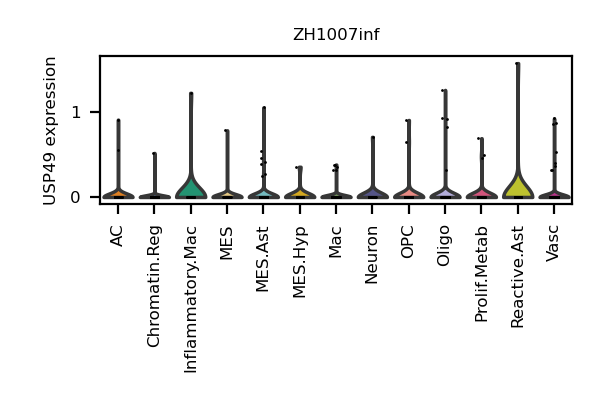 ZH1007inf
USP49 expression
1
0
AC
Chromatin.Reg
Inflammatory.Mac
MES
MES.Ast
MES.Hyp
Mac
Neuron
OPC
Oligo
Prolif.Metab
Reactive.Ast
Vasc